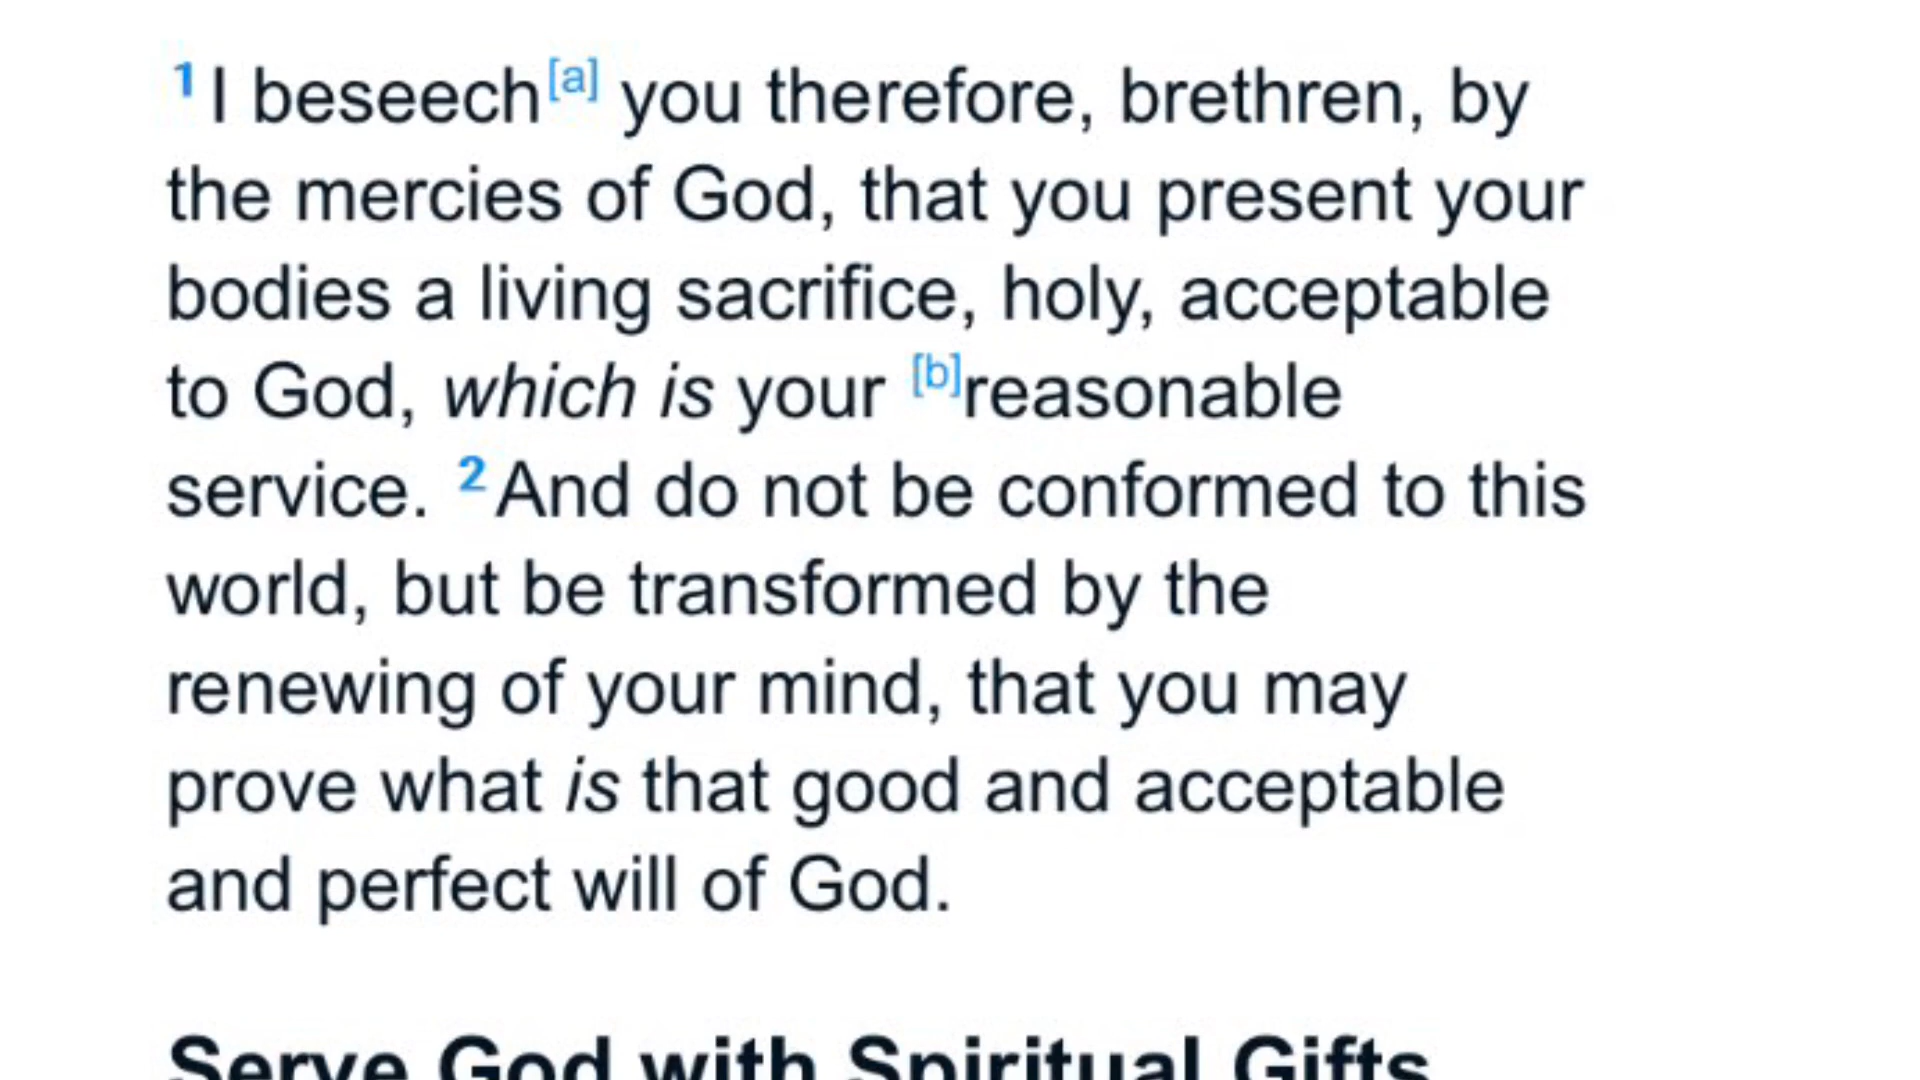 1 I beseech[a] you therefore, brethren, by
the mercies of God, that you present your
bodies a living sacrifice, holy, acceptable
to God, which is your [b]reasonable
service. 2 And do not be conformed to this
world, but be transformed by the
renewing of your mind, that you may
prove what is that good and acceptable
and perfect will of God.
Serve God with Spiritual Gifts